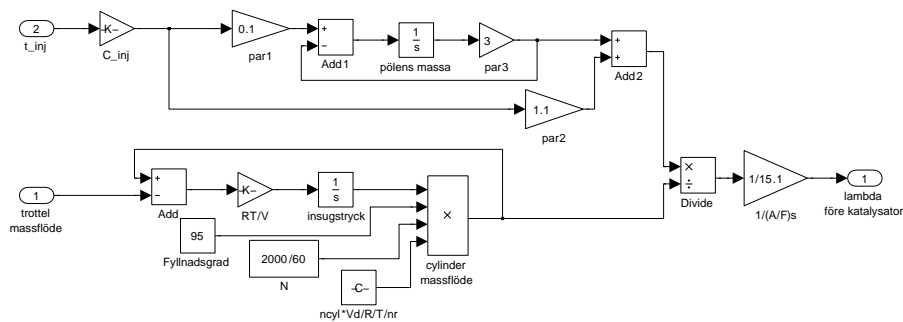 2
t_inj
-K-
C_inj
0.1
par1
+
−
Add1
1
s
pölens massa
3
par3
+
+
Add2
1.1
par2
1
trottel
massflöde
+
−
Add
-K-
RT/V
1
s
insugstryck
95
Fyllnadsgrad
2000/60
N
-C-
ncyl*Vd/R/T/nr
×
cylinder
massflöde
×
÷
Divide
1/15.1
1/(A/F)s
1
lambda
före katalysator